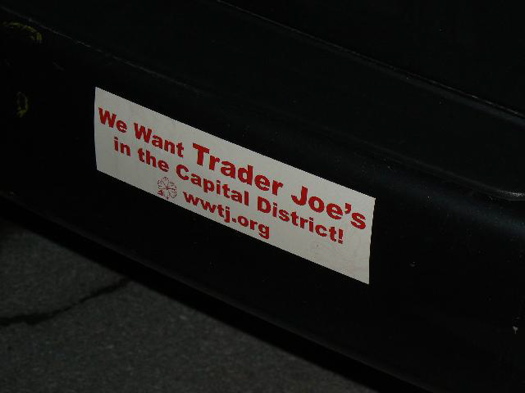 We Want Trader Joe's
in the Capital District!
wwtj.org